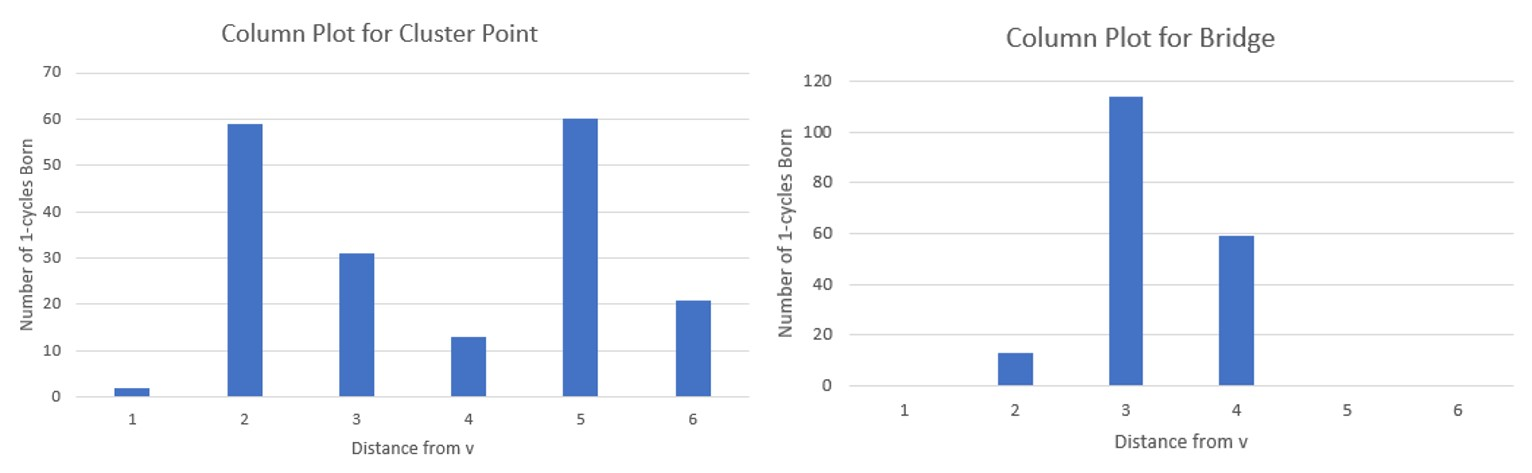 Column Plot for Cluster Point
Number of 1-cycles Born
70
60
50
40
30
20
10
0
1 2 3 4 5 6
Distance from v
Column Plot for Bridge
Number of 1-cycles Born
120
100
80
60
40
20
0
1 2 3 4 5 6
Distance from v